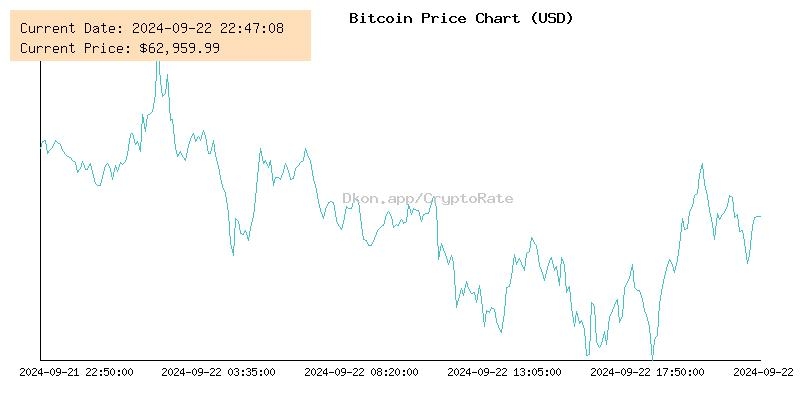 Bitcoin Price Chart (USD)
Current Date: 2024-09-22 22:47:08
Current Price: $62,959.99
Dkon.app/CryptoRate
2024-09-21 22:50:00 2024-09-22 03:35:00 2024-09-22 08:20:00 2024-09-22 13:05:00 2024-09-22 17:50:00 2024-09-22